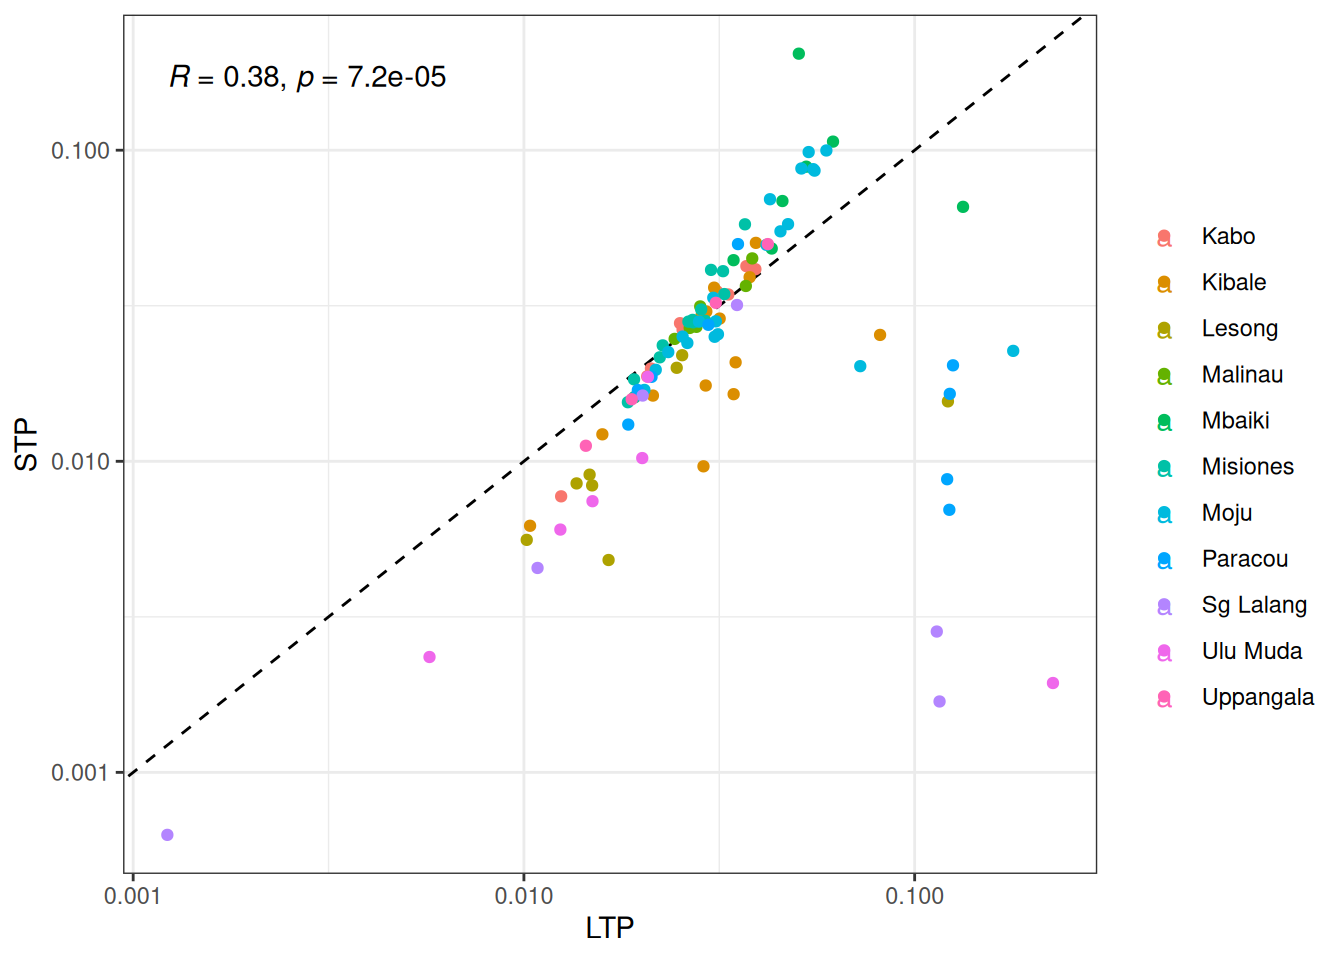 R = 0.38, p = 7.2e-05
0.100
0.010
0.001
STP
0.001
0.010
0.100
LTP
a Kabo
a Kibale
a Lesong
a Malinau
a Mbaiki
a Misiones
a Moju
a Paracou
a Sg Lalang
a Ulu Muda
a Uppangala